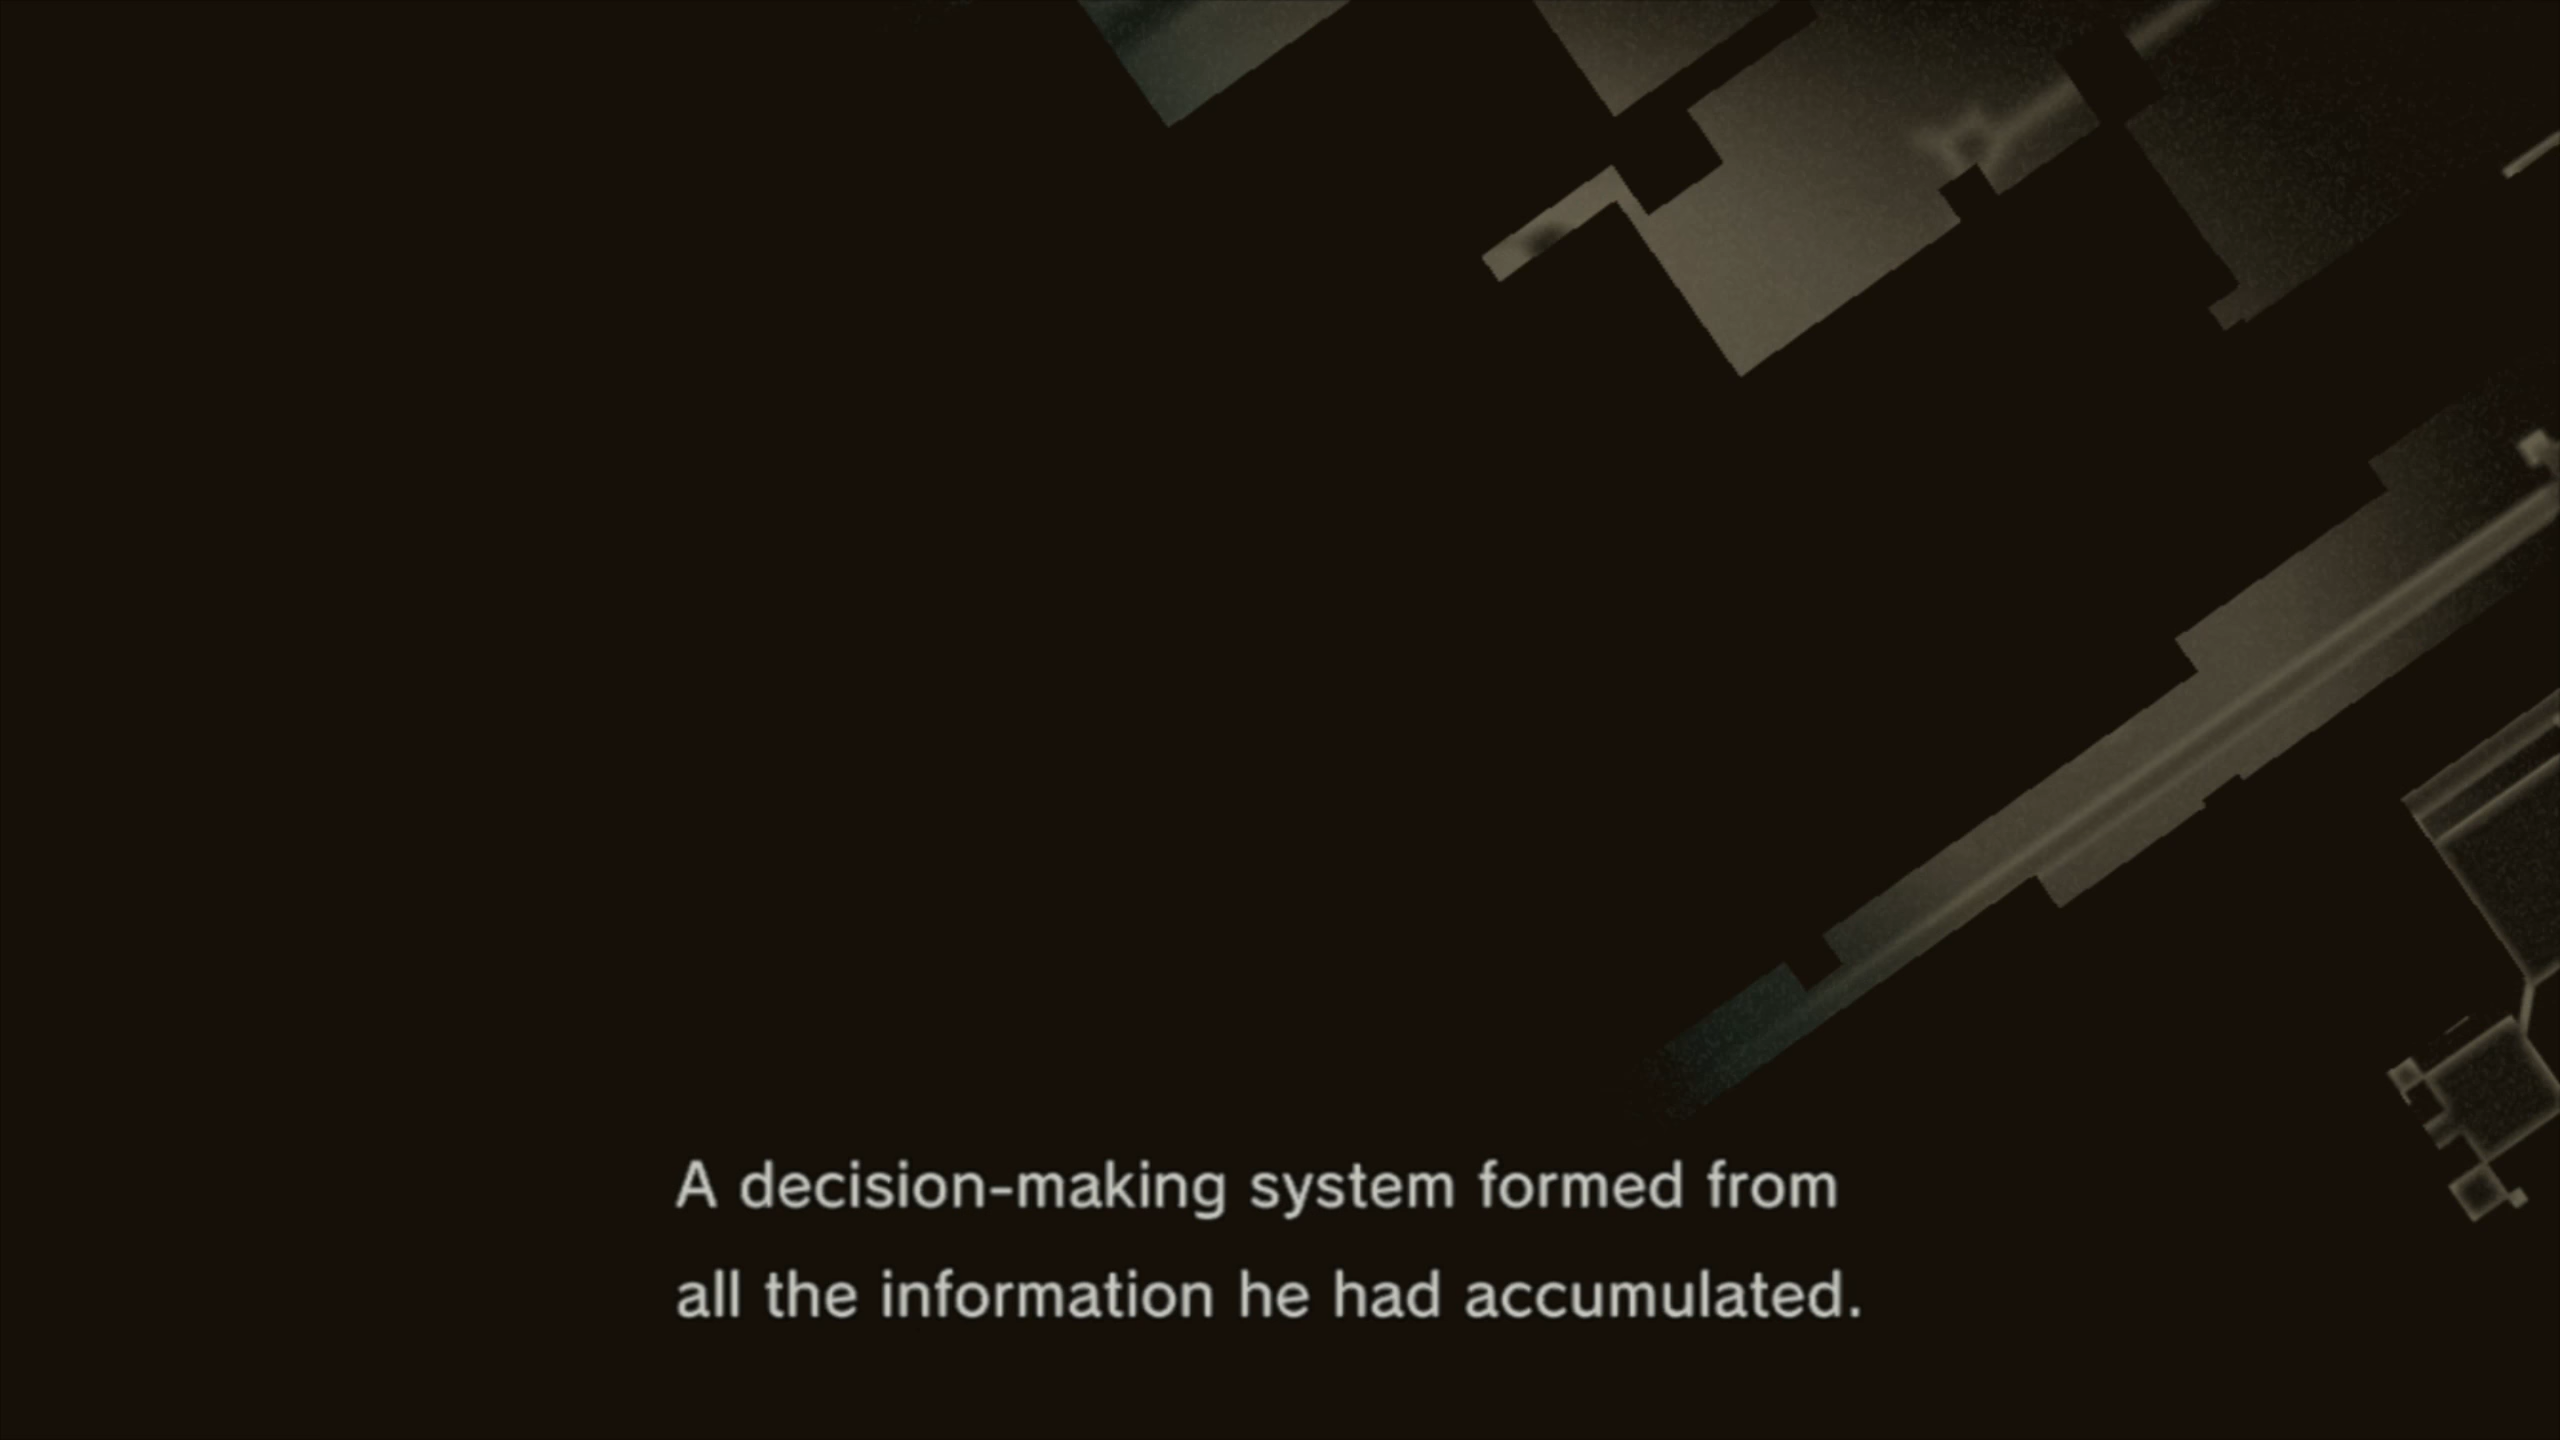 A decision-making system formed from
all the information he had accumulated.